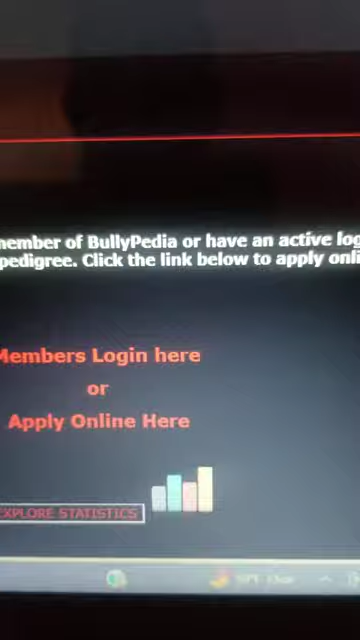 member of BullyPedia or have an active log
pedigree. Click the link below to apply onli
Members Login here
or
Apply Online Here
EXPLORE STATISTICS